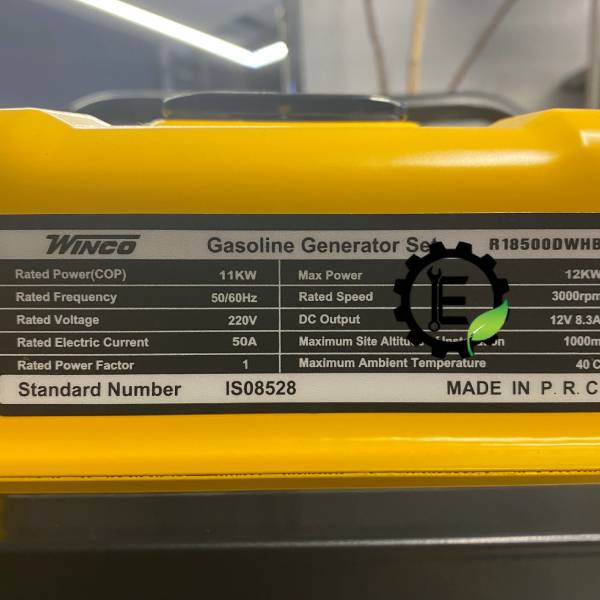 WINCO Gasoline Generator Set R18500DWHB
Rated Power(COP) 11KW Max Power 12KW
Rated Frequency 50/60Hz Rated Speed 3000rpm
Rated Voltage 220V DC Output 12V 8.3A
Rated Electric Current 50A Maximum Site Altitude of 1000m
Rated Power Factor 1 Maximum Ambient Temperature 40C
Standard Number IS08528 MADE IN P. R. C
E